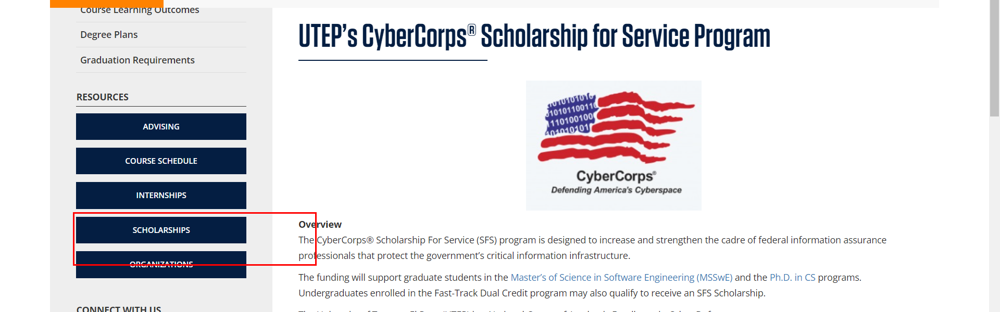 Course Learning Outcomes
Degree Plans
Graduation Requirements
RESOURCES
ADVISING
COURSE SCHEDULE
INTERNSHIPS
SCHOLARSHIPS
ORGANIZATIONS
CONNECT WITH US
UTEP's CyberCorps® Scholarship for Service Program
010101010
01010110011
110100100
01010101
CyberCorps®
Defending America's Cyberspace
Overview
The CyberCorps® Scholarship For Service (SFS) program is designed to increase and strengthen the cadre of federal information assurance
professionals that protect the government's critical information infrastructure.
The funding will support graduate students in the Master's of Science in Software Engineering (MSSwE) and the Ph.D. in CS programs.
Undergraduates enrolled in the Fast-Track Dual Credit program may also qualify to receive an SFS Scholarship.